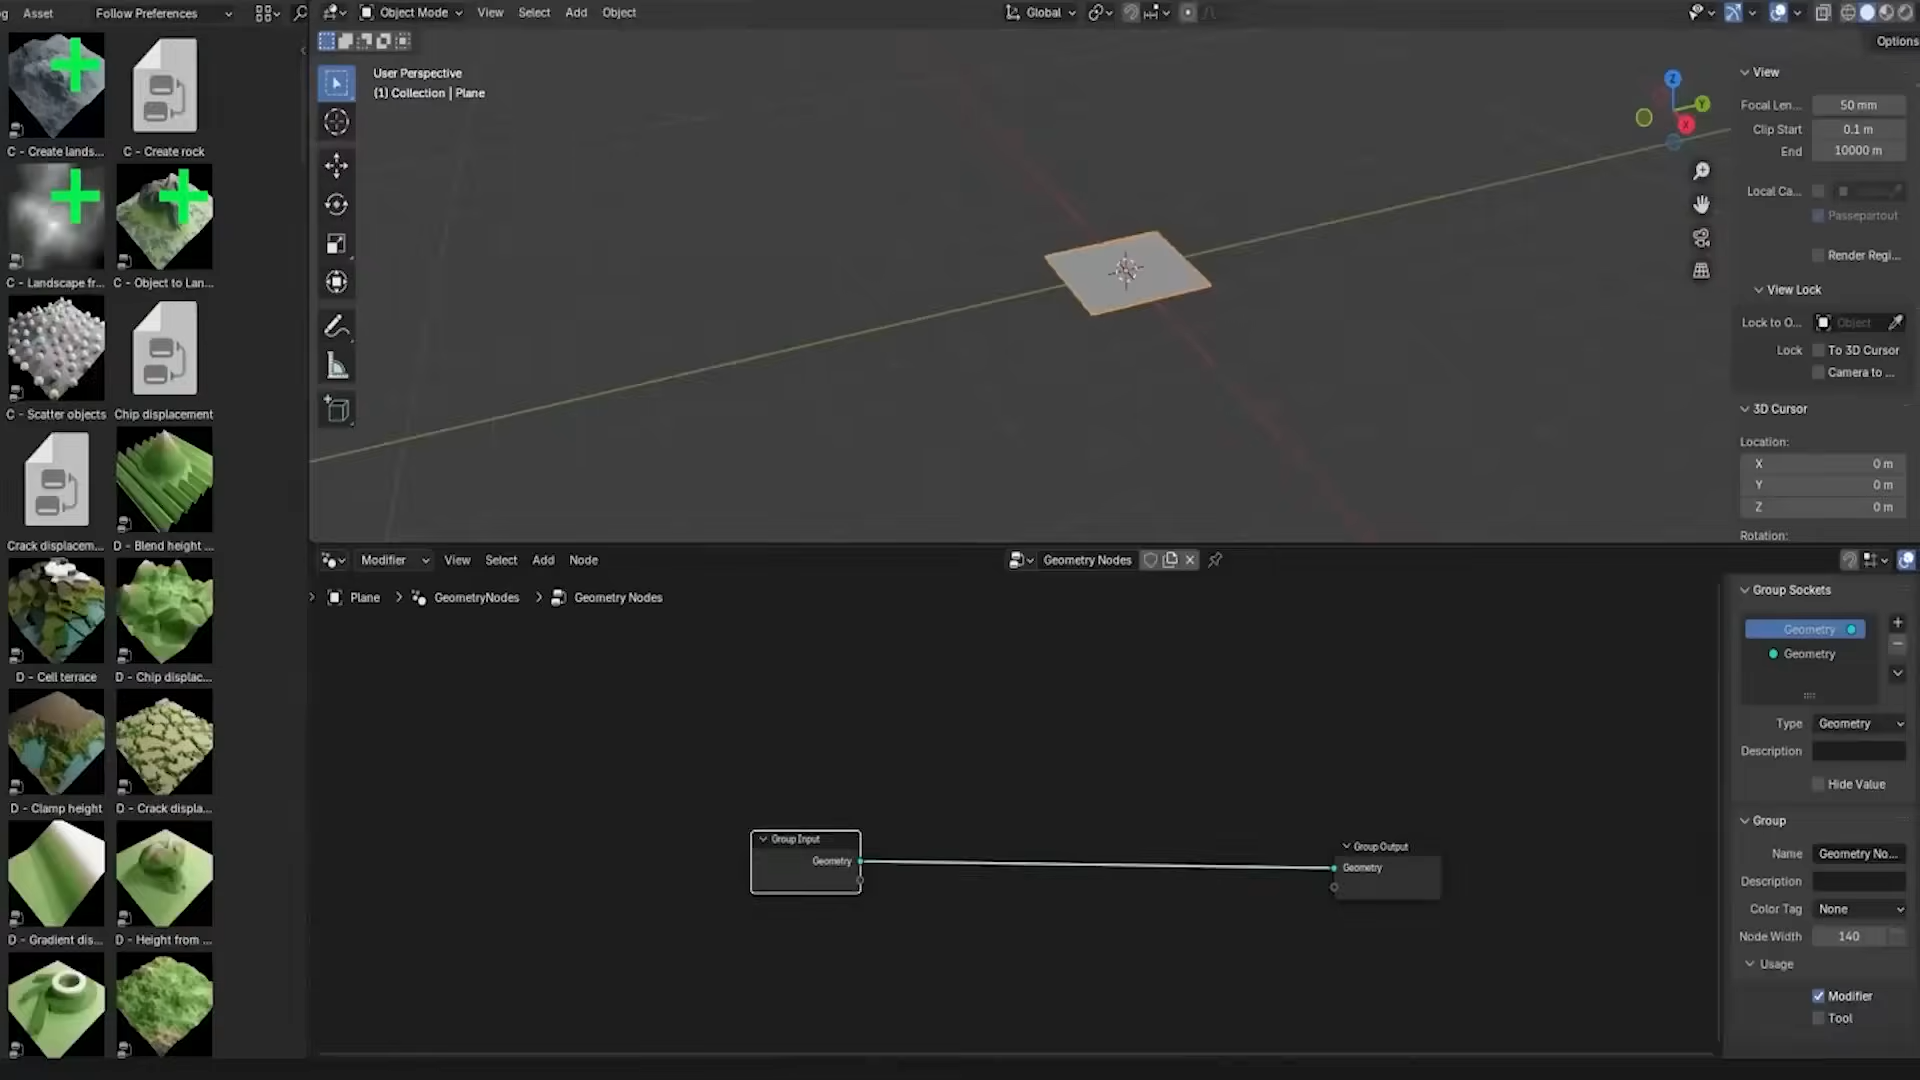 Asset
Follow Preferences
C - Create lands...
C - Create rock
C - Landscape fr...
C - Object to Lan...
C - Scatter objects
Chip displacement
Crack displacem...
D - Blend height ...
D - Cell terrace
D - Chip displac...
D - Clamp height
D - Crack displa...
D - Gradient dis...
D - Height from ...
Object Mode
View
Select
Add
Object
Global
Options
User Perspective
(1) Collection | Plane
Z
Y
X
View
Focal Len...
50 mm
Clip Start
0.1 m
End
10000 m
Local Ca...
Passepartout
Render Regi...
View Lock
Lock to O...
Object
Lock
To 3D Cursor
Camera to ...
3D Cursor
Location:
X
0 m
Y
0 m
Z
0 m
Rotation:
Modifier
View
Select
Add
Node
Geometry Nodes
Plane
GeometryNodes
Geometry Nodes
Group Input
Geometry
Group Output
Geometry
Group Sockets
Geometry
Geometry
Type
Geometry
Description
Hide Value
Group
Name
Geometry No...
Description
Color Tag
None
Node Width
140
Usage
Modifier
Tool